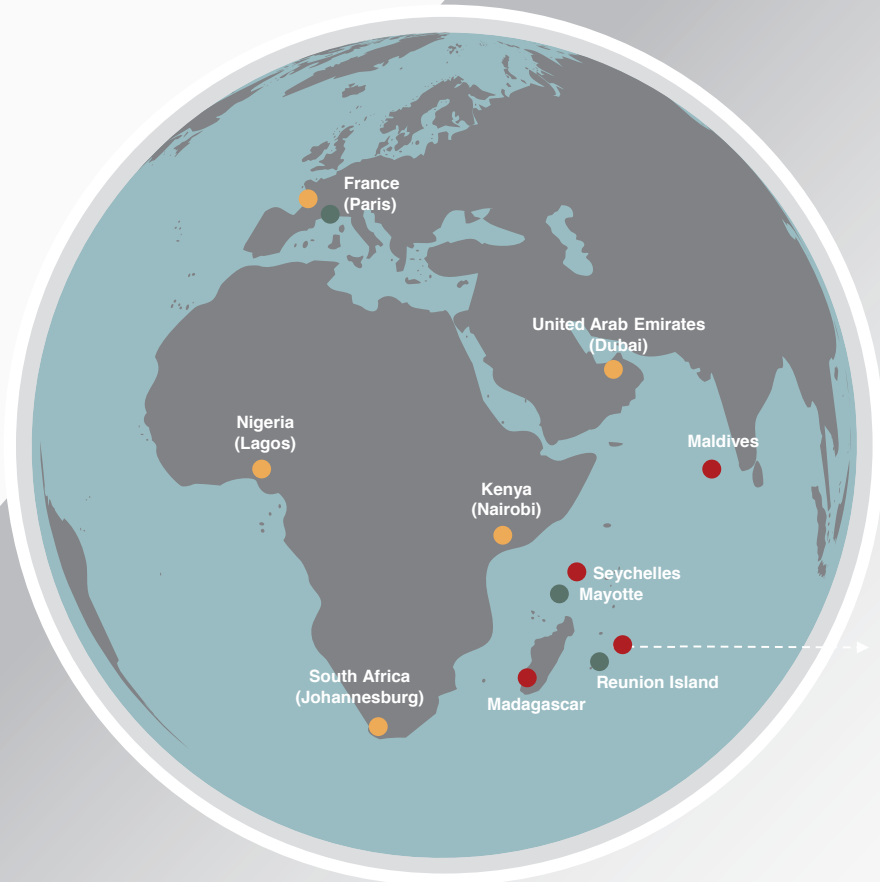 France
(Paris)
United Arab Emirates
(Dubai)
Nigeria
(Lagos)
Maldives
Kenya
(Nairobi)
Seychelles
Mayotte
South Africa
(Johannesburg)
Reunion Island
Madagascar